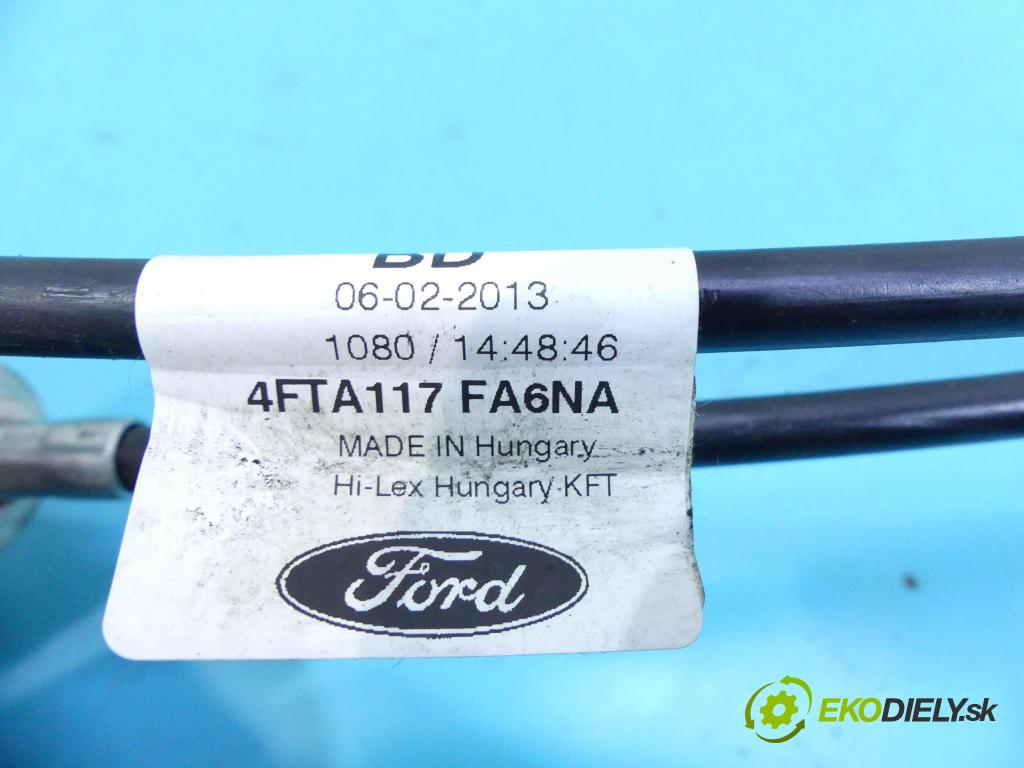 BD
06-02-2013
1080 / 14:48:46
4FTA117 FA6NA
MADE IN Hungary
Hi-Lex Hungary KFT
Ford
EKODIELY.sk